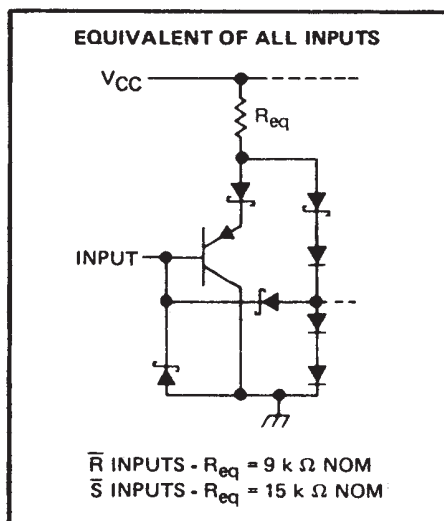 EQUIVALENT OF ALL INPUTS
VCC
Req
INPUT
R̅ INPUTS - Req = 9 k Ω NOM
S̅ INPUTS - Req = 15 k Ω NOM